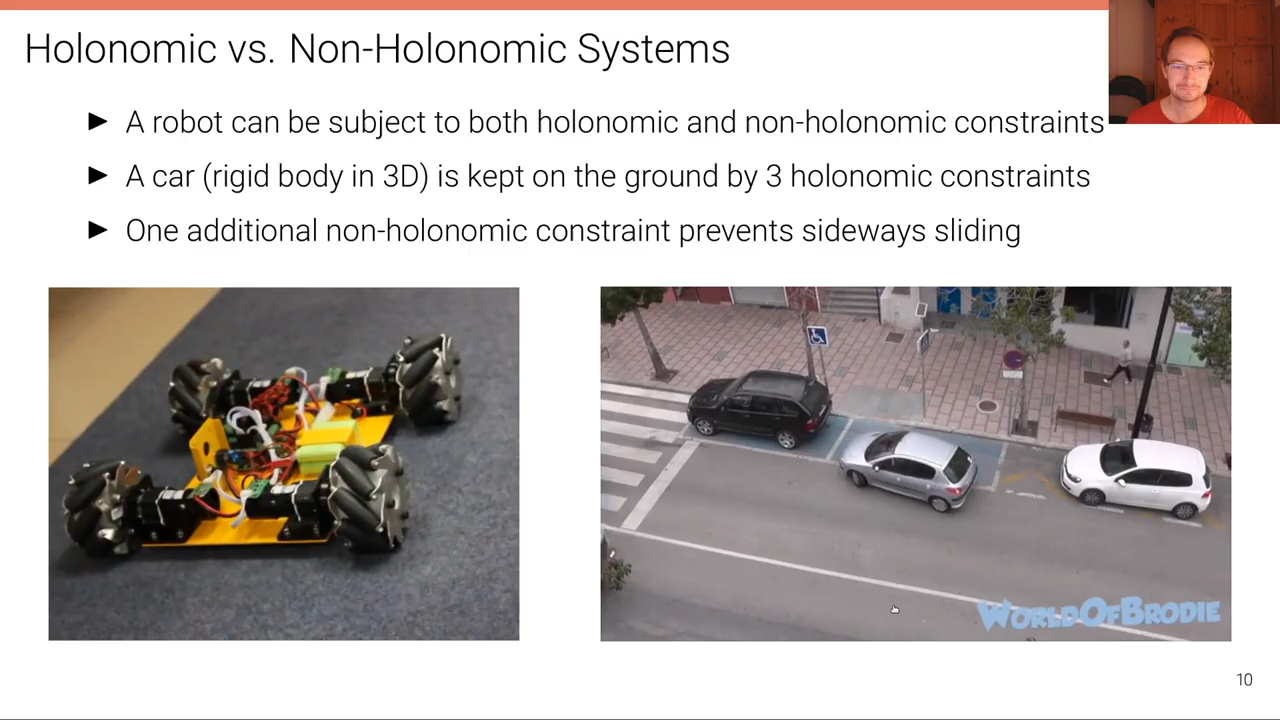 Holonomic vs. Non-Holonomic Systems
► A robot can be subject to both holonomic and non-holonomic constraints
► A car (rigid body in 3D) is kept on the ground by 3 holonomic constraints
► One additional non-holonomic constraint prevents sideways sliding
WORLDOFBRODIE
10